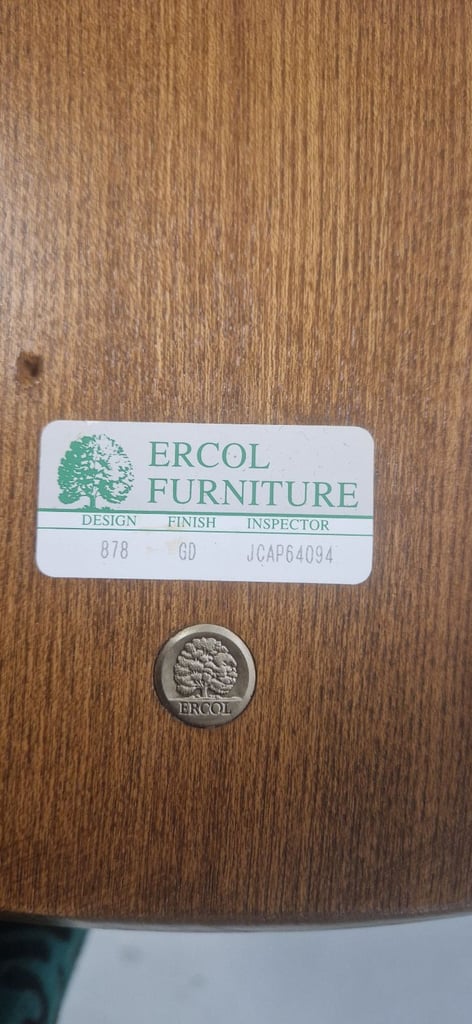 ERCOL
FURNITURE
DESIGN FINISH INSPECTOR
878 GD JCAP64094
ERCOL